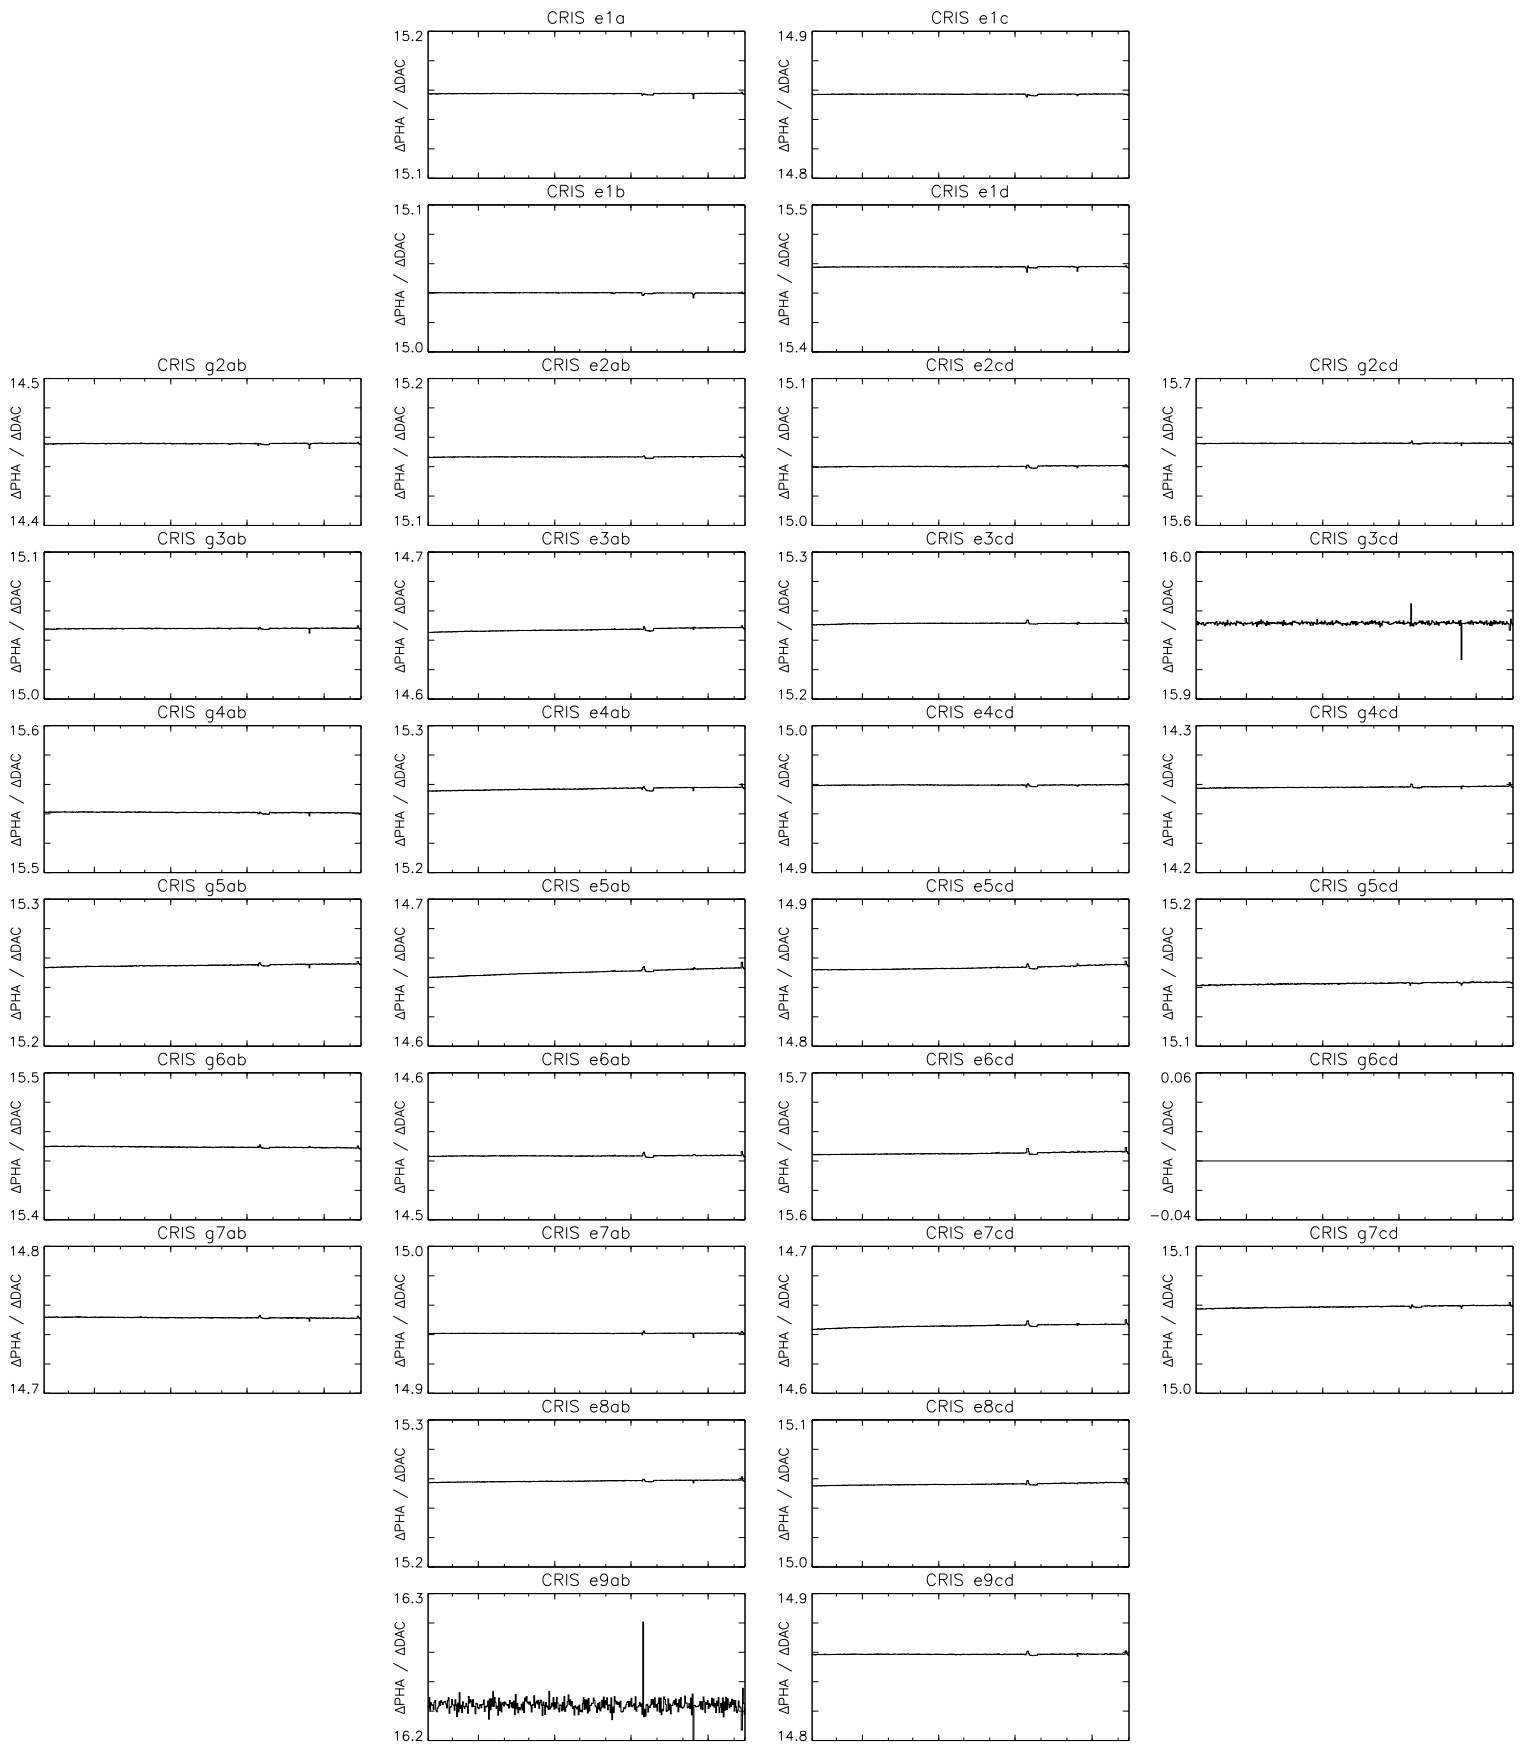 CRIS e1a
15.2
ΔPHA / ΔDAC
15.1
CRIS e1c
14.9
ΔPHA / ΔDAC
14.8
CRIS e1b
15.1
ΔPHA / ΔDAC
15.0
CRIS e1d
15.5
ΔPHA / ΔDAC
15.4
CRIS g2ab
14.5
ΔPHA / ΔDAC
14.4
CRIS e2ab
15.2
ΔPHA / ΔDAC
15.1
CRIS e2cd
15.1
ΔPHA / ΔDAC
15.0
CRIS g2cd
15.7
ΔPHA / ΔDAC
15.6
CRIS g3ab
15.1
ΔPHA / ΔDAC
15.0
CRIS e3ab
14.7
ΔPHA / ΔDAC
14.6
CRIS e3cd
15.3
ΔPHA / ΔDAC
15.2
CRIS g3cd
16.0
ΔPHA / ΔDAC
15.9
CRIS g4ab
15.6
ΔPHA / ΔDAC
15.5
CRIS e4ab
15.3
ΔPHA / ΔDAC
15.2
CRIS e4cd
15.0
ΔPHA / ΔDAC
14.9
CRIS g4cd
14.3
ΔPHA / ΔDAC
14.2
CRIS g5ab
15.3
ΔPHA / ΔDAC
15.2
CRIS e5ab
14.7
ΔPHA / ΔDAC
14.6
CRIS e5cd
14.9
ΔPHA / ΔDAC
14.8
CRIS g5cd
15.2
ΔPHA / ΔDAC
15.1
CRIS g6ab
15.5
ΔPHA / ΔDAC
15.4
CRIS e6ab
14.6
ΔPHA / ΔDAC
14.5
CRIS e6cd
15.7
ΔPHA / ΔDAC
15.6
CRIS g6cd
0.06
ΔPHA / ΔDAC
−0.04
CRIS g7ab
14.8
ΔPHA / ΔDAC
14.7
CRIS e7ab
15.0
ΔPHA / ΔDAC
14.9
CRIS e7cd
14.7
ΔPHA / ΔDAC
14.6
CRIS g7cd
15.1
ΔPHA / ΔDAC
15.0
CRIS e8ab
15.3
ΔPHA / ΔDAC
15.2
CRIS e8cd
15.1
ΔPHA / ΔDAC
15.0
CRIS e9ab
16.3
ΔPHA / ΔDAC
16.2
CRIS e9cd
14.9
ΔPHA / ΔDAC
14.8